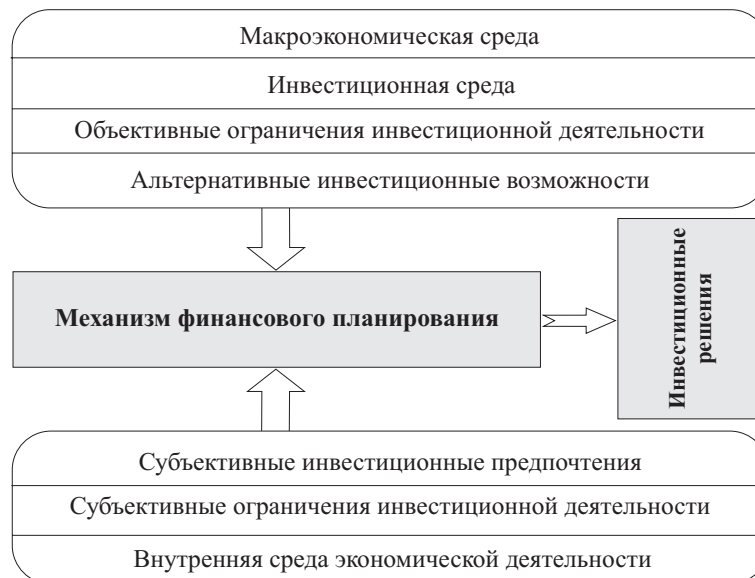 Макроэкономическая среда
Инвестиционная среда
Объективные ограничения инвестиционной деятельности
Альтернативные инвестиционные возможности
Механизм финансового планирования
Инвестиционные
решения
Субъективные инвестиционные предпочтения
Субъективные ограничения инвестиционной деятельности
Внутренняя среда экономической деятельности